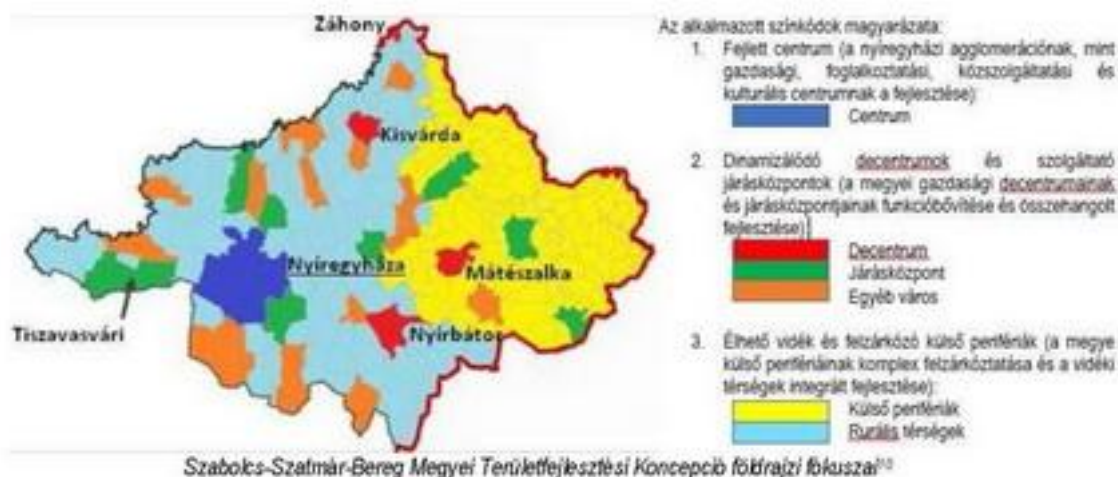 Záhony
Kisvárda
Nyíregyháza
Mátészalka
Tiszavasvári
Nyírbátor
Az alkalmazott színkódok magyarázata:
1. Fejlett centrum (a nyíregyházi agglomerációnak, mint
gazdasági, foglalkoztatási, közszolgáltatási és
kulturális centrumnak a fejlesztése):
Centrum
2. Dinamizálódó decentrumok és szolgáltató
járásközpontok (a megyei gazdasági decentrumainak
és járásközpontjainak funkcióbővítése és összehangolt
fejlesztése)
Decentrum
Járásközpont
Egyéb város
3. Élhető vidék és felzárkózó külső perifériák (a megye
külső perifériáinak komplex felzárkóztatása és a vidéki
térségek integrált fejlesztése):
Külső perifériák
Rurális térségek
Szabolcs-Szatmár-Bereg Megyei Területfejlesztési Koncepció földrajzi fókuszai